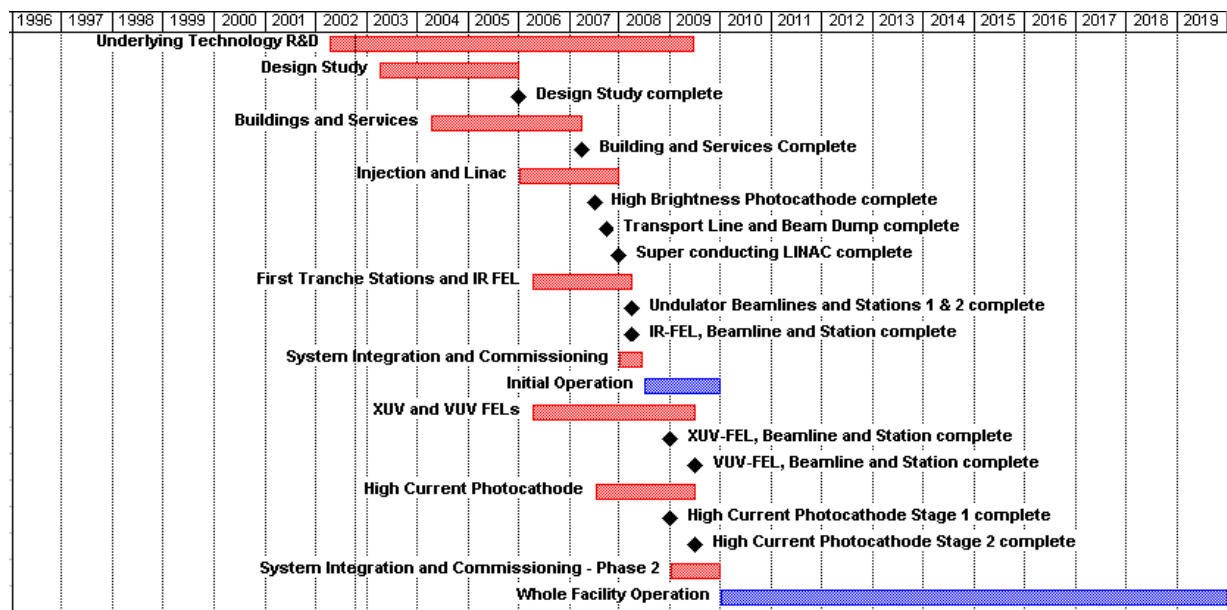 1996 1997 1998 1999 2000 2001 2002 2003 2004 2005 2006 2007 2008 2009 2010 2011 2012 2013 2014 2015 2016 2017 2018 2019
Underlying Technology R&D
Design Study
Design Study complete
Buildings and Services
Building and Services Complete
Injection and Linac
High Brightness Photocathode complete
Transport Line and Beam Dump complete
Super conducting LINAC complete
First Tranche Stations and IR FEL
Undulator Beamlines and Stations 1 & 2 complete
IR-FEL, Beamline and Station complete
System Integration and Commissioning
Initial Operation
XUV and VUV FELs
XUV-FEL, Beamline and Station complete
VUV-FEL, Beamline and Station complete
High Current Photocathode
High Current Photocathode Stage 1 complete
High Current Photocathode Stage 2 complete
System Integration and Commissioning - Phase 2
Whole Facility Operation